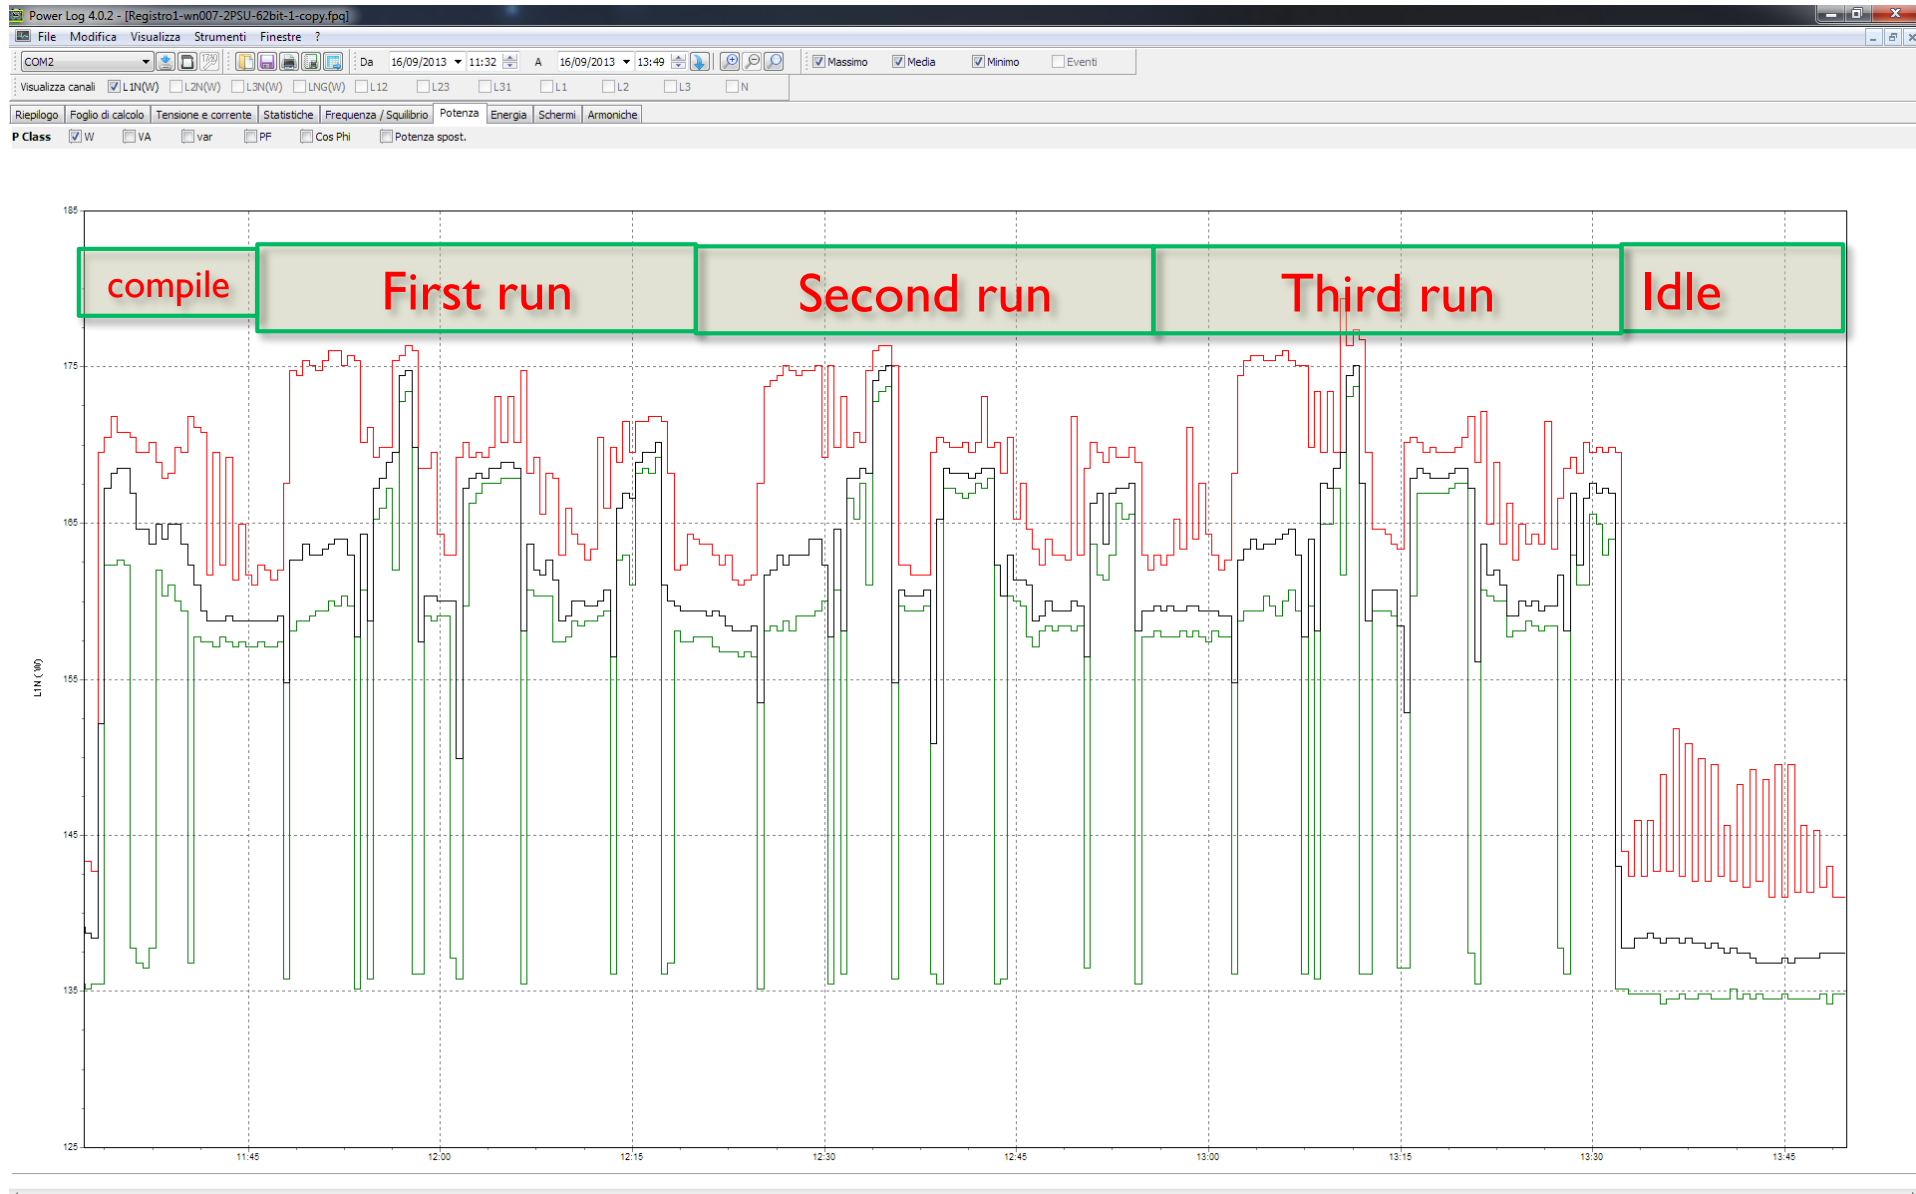 Power Log 4.0.2 - [Registro1-wn007-2PSU-62bit-1-copy.fpq]
File Modifica Visualizza Strumenti Finestre ?
COM2 Da 16/09/2013 11:32 A 16/09/2013 13:49 Massimo Media Minimo Eventi
Visualizza canali L1N(W) L2N(W) L3N(W) LNG(W) L12 L23 L31 L1 L2 L3 N
Riepilogo Foglio di calcolo Tensione e corrente Statistiche Frequenza / Squilibrio Potenza Energia Schermi Armoniche
P Class W VA var PF Cos Phi Potenza spost.
185
compile First run Second run Third run Idle
175
165
L1N (W)
155
145
135
125
11:45 12:00 12:15 12:30 12:45 13:00 13:15 13:30 13:45